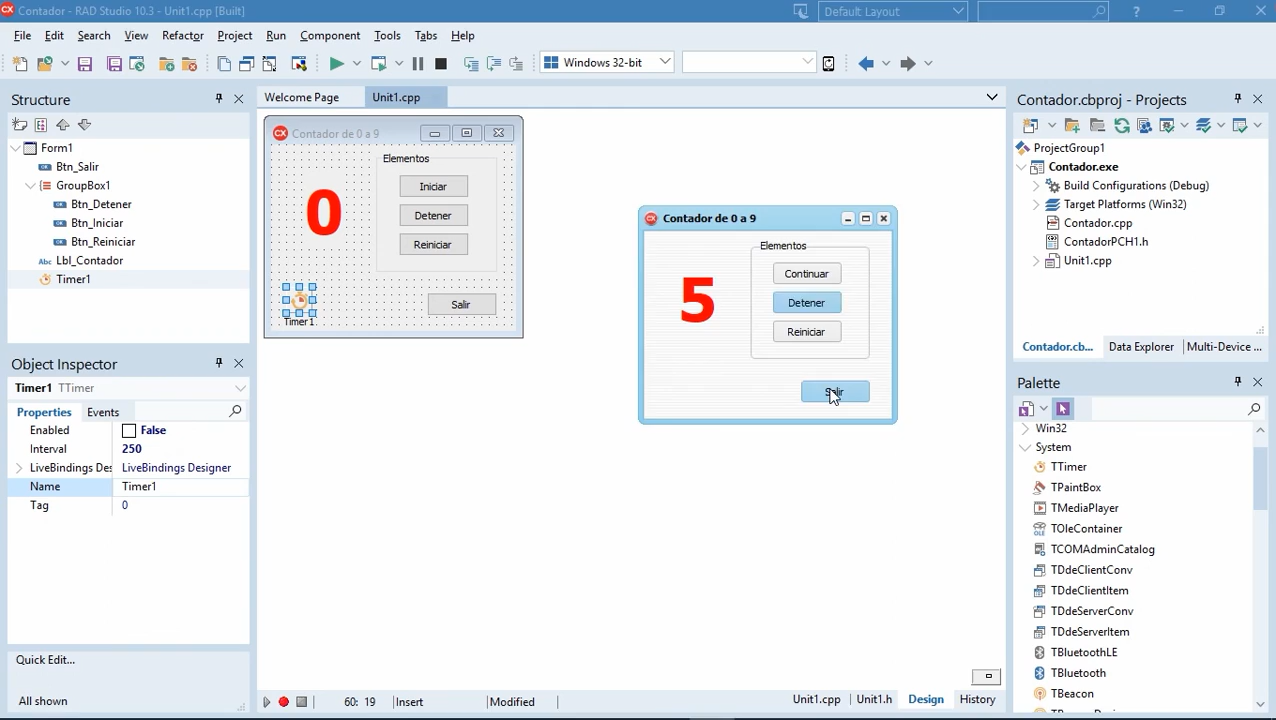 Contador - RAD Studio 10.3 - Unit1.cpp [Built]
Default Layout
File Edit Search View Refactor Project Run Component Tools Tabs Help
Windows 32-bit
Structure
Form1
Btn_Salir
GroupBox1
Btn_Detener
Btn_Iniciar
Btn_Reiniciar
Lbl_Contador
Timer1
Object Inspector
Timer1 TTimer
Properties Events
Enabled False
Interval 250
LiveBindings Des LiveBindings Designer
Name Timer1
Tag 0
Quick Edit...
All shown
Welcome Page Unit1.cpp
Contador de 0 a 9
Elementos
0
Iniciar
Detener
Reiniciar
Salir
Timer1
Contador de 0 a 9
Elementos
5
Continuar
Detener
Reiniciar
Salir
60: 19 Insert Modified
Unit1.cpp Unit1.h Design History
Contador.cbproj - Projects
ProjectGroup1
Contador.exe
Build Configurations (Debug)
Target Platforms (Win32)
Contador.cpp
ContadorPCH1.h
Unit1.cpp
Contador.cb... Data Explorer Multi-Device ...
Palette
Win32
System
TTimer
TPaintBox
TMediaPlayer
TOleContainer
TCOMAdminCatalog
TDdeClientConv
TDdeClientItem
TDdeServerConv
TDdeServerItem
TBluetoothLE
TBluetooth
TBeacon